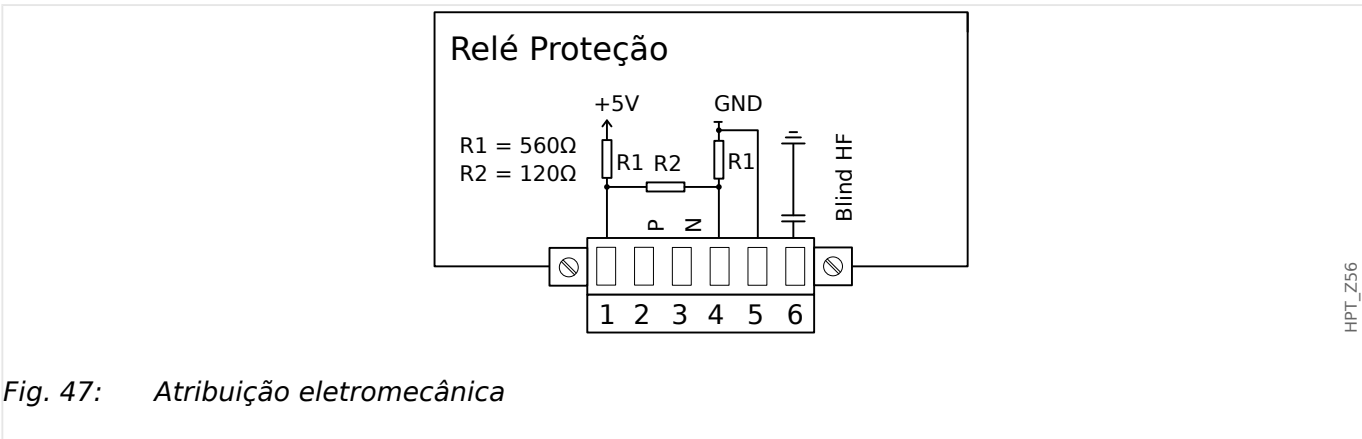 Relé Proteção
+5V GND
R1 = 560Ω
R2 = 120Ω
R1 R2 R1
Blind HF
P N
1 2 3 4 5 6
HPT_Z56
Fig. 47: Atribuição eletromecânica